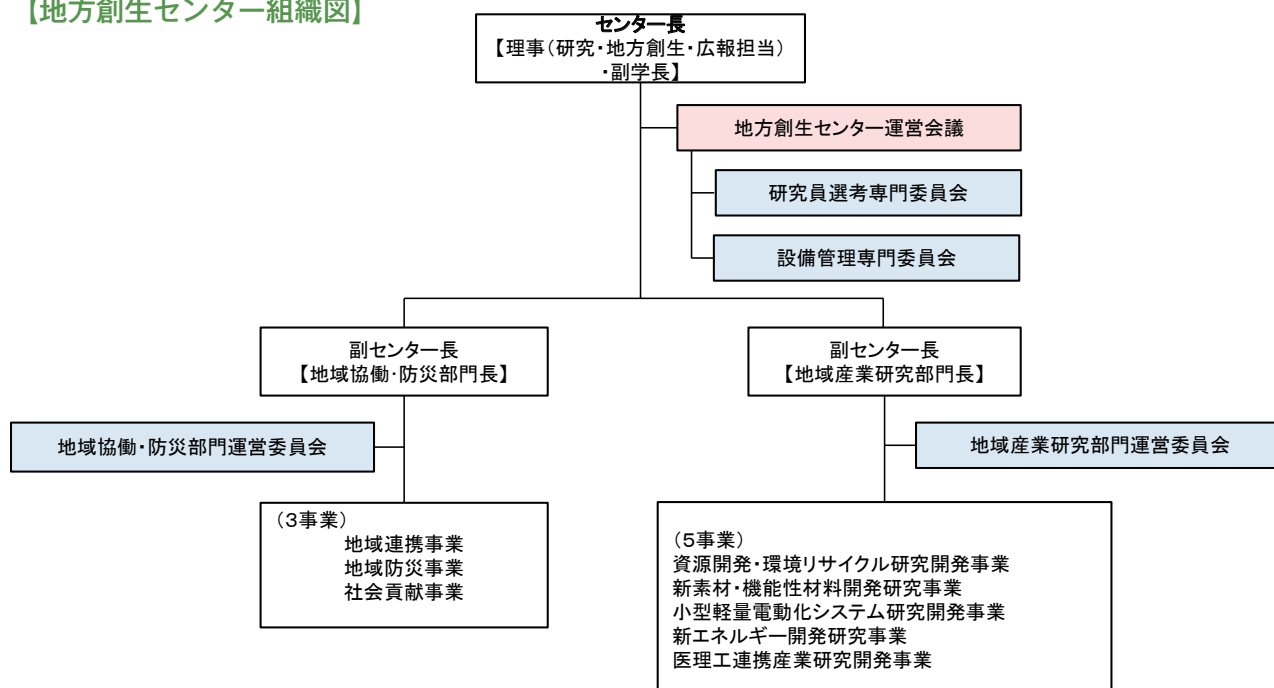 【地方創生センター組織図】
センター長
【理事(研究・地方創生・広報担当)
・副学長】
地方創生センター運営会議
研究員選考専門委員会
設備管理専門委員会
副センター長
【地域協働・防災部門長】
副センター長
【地域産業研究部門長】
地域協働・防災部門運営委員会
地域産業研究部門運営委員会
(3事業)
地域連携事業
地域防災事業
社会貢献事業
(5事業)
資源開発・環境リサイクル研究開発事業
新素材・機能性材料開発研究事業
小型軽量電動化システム研究開発事業
新エネルギー開発研究事業
医理工連携産業研究開発事業